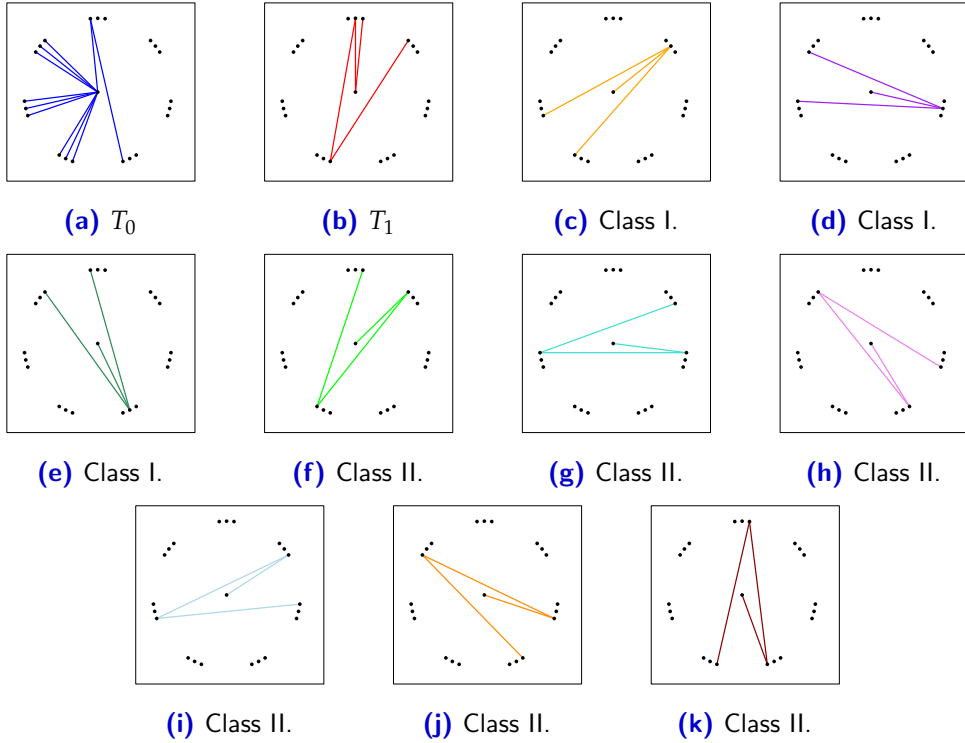 (a) T₀
(b) T₁
(c) Class I.
(d) Class I.
(e) Class I.
(f) Class II.
(g) Class II.
(h) Class II.
(i) Class II.
(j) Class II.
(k) Class II.